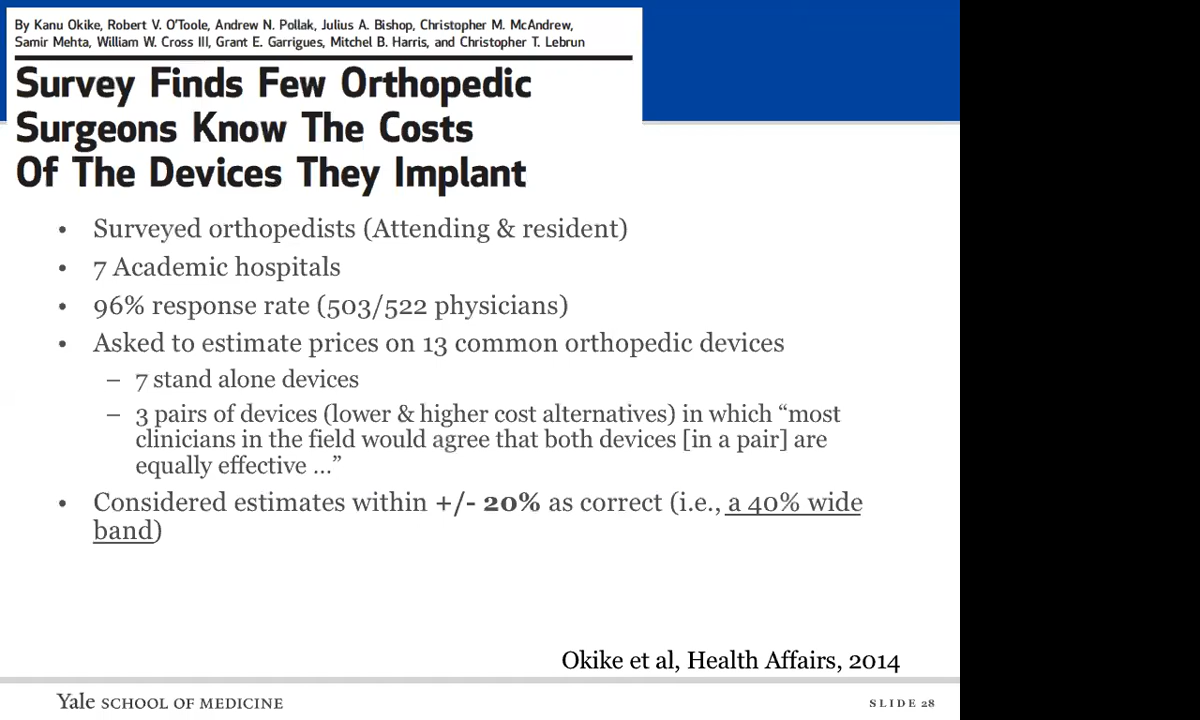 By Kanu Okike, Robert V. O'Toole, Andrew N. Pollak, Julius A. Bishop, Christopher M. McAndrew,
Samir Mehta, William W. Cross III, Grant E. Garrigues, Mitchel B. Harris, and Christopher T. Lebrun
Survey Finds Few Orthopedic
Surgeons Know The Costs
Of The Devices They Implant
• Surveyed orthopedists (Attending & resident)
• 7 Academic hospitals
• 96% response rate (503/522 physicians)
• Asked to estimate prices on 13 common orthopedic devices
– 7 stand alone devices
– 3 pairs of devices (lower & higher cost alternatives) in which “most
clinicians in the field would agree that both devices [in a pair] are
equally effective …”
• Considered estimates within +/- 20% as correct (i.e., a 40% wide
band)
Okike et al, Health Affairs, 2014
Yale SCHOOL OF MEDICINE
SLIDE 28